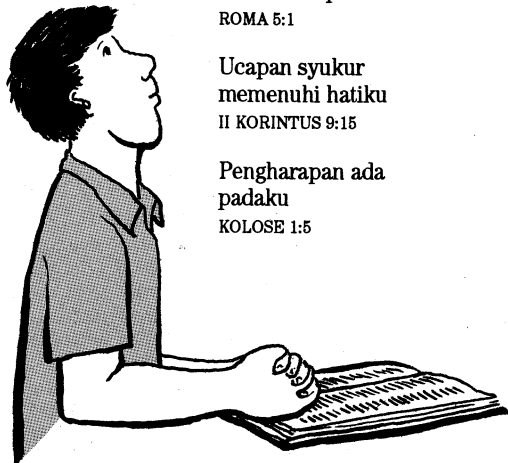 ROMA 5:1
Ucapan syukur
memenuhi hatiku
II KORINTUS 9:15
Pengharapan ada
padaku
KOLOSE 1:5